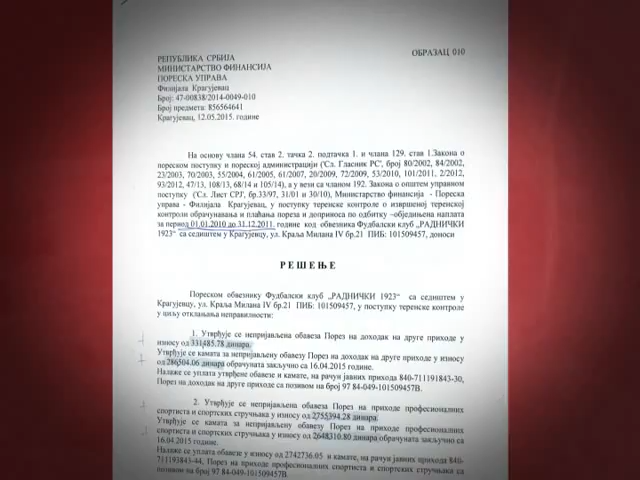 ОБРАЗАЦ 010
РЕПУБЛИКА СРБИЈА
МИНИСТАРСТВО ФИНАНСИЈА
ПОРЕСКА УПРАВА
Филијала Крагујевац
Број: 47-00838/2014-0049-010
Број предмета: 856564641
Крагујевац, 12.05.2015. године
На основу члана 54. став 2. тачка 2. подтачка 1. и члана 129. став 1.Закона о
пореском поступку и пореској администрацији ('Сл. Гласник РС', број 80/2002, 84/2002,
23/2003, 70/2003, 55/2004, 61/2005, 61/2007, 20/2009, 72/2009, 53/2010, 101/2011, 2/2012,
93/2012, 47/13, 108/13, 68/14 и 105/14), а у вези са чланом 192. Закона о општем управном
поступку ('Сл. Лист СРЈ', бр.33/97, 31/01 и 30/10), Министарство финансија - Пореска
управа - Филијала Крагујевац, у поступку теренске контроле о извршеној теренској
контроли обрачунавања и плаћања пореза и доприноса по одбитку –обједињена наплата
за период 01.01.2010 до 31.12.2011. године код обвезника Фудбалски клуб „РАДНИЧКИ
1923“ са седиштем у Крагујевцу, ул. Краља Милана IV бр.21 ПИБ: 101509457, доноси
Р Е Ш Е Њ Е
Пореском обвезнику Фудбалски клуб „РАДНИЧКИ 1923“ са седиштем у
Крагујевцу, ул. Краља Милана IV бр.21 ПИБ: 101509457, у поступку теренске контроле
у циљу отклањања неправилности:
1. Утврђује се непријављена обавеза Порез на доходак на друге приходе у
износу од 331485.78 динара.
Утврђује се камата за непријављену обавезу Порез на доходак на друге приходе у износу
од 286504.06 динара обрачуната закључно са 16.04.2015. године.
Налаже се уплата утврђене обавезе и камате, на рачун јавних прихода 840-711191843-30,
Порез на доходак на друге приходе са позивом на број 97 84-049-101509457В.
2. Утврђује се непријављена обавеза Порез на приходе професионалних
спортиста и спортских стручњака у износу од 2755394.28 динара.
Утврђује се камата за непријављену обавезу Порез на приходе професионалних
спортиста и спортских стручњака у износу од 2648310.80 динара обрачуната закључно са
16.04.2015 године.
Налаже се уплата обавезе у износу од 2742736.05 и камате, на рачун јавних прихода 840-
711193843-44, Порез на приходе професионалних спортиста и спортских стручњака са
позивом на број 97 84-049-101509457В